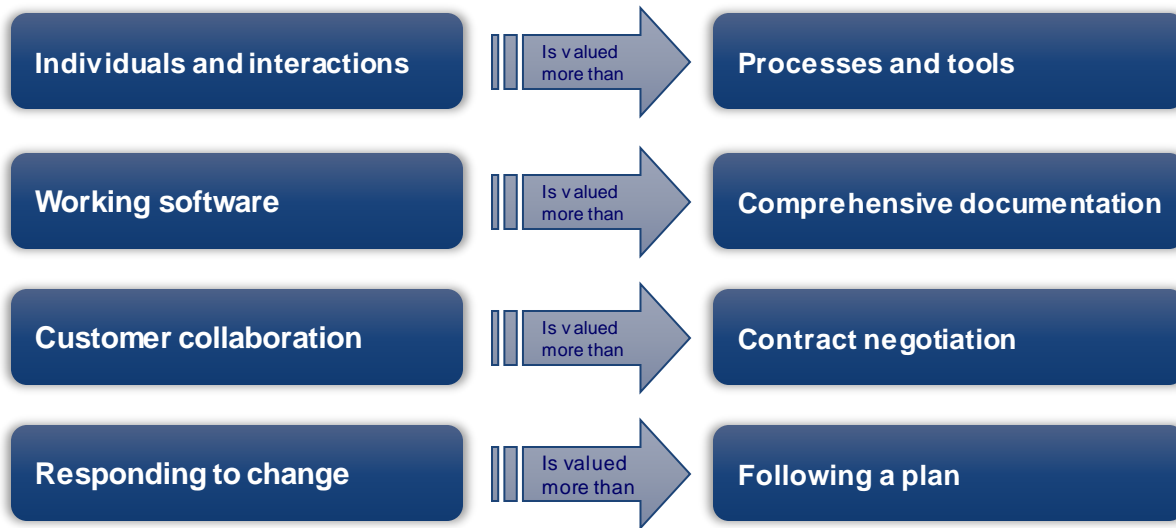 Individuals and interactions
Is valued
more than
Processes and tools
Working software
Is valued
more than
Comprehensive documentation
Customer collaboration
Is valued
more than
Contract negotiation
Responding to change
Is valued
more than
Following a plan